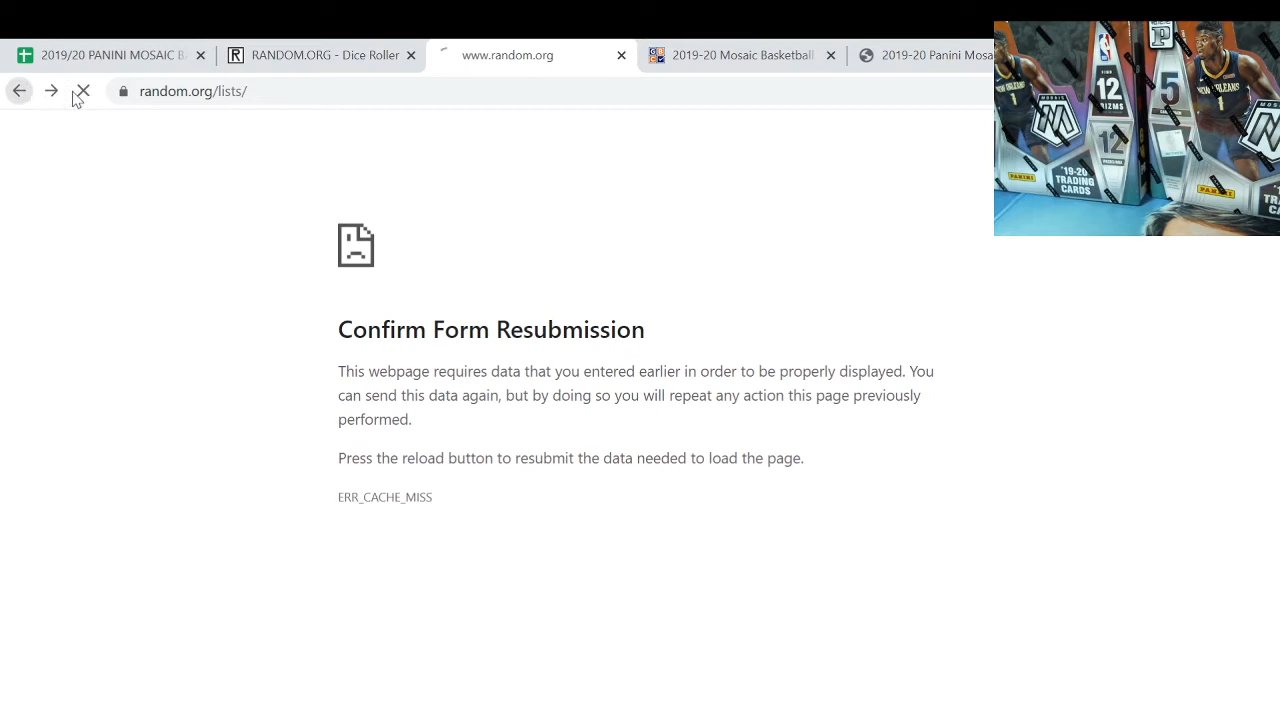 2019/20 PANINI MOSAIC B
RANDOM.ORG - Dice Roller
www.random.org
2019-20 Mosaic Basketball
2019-20 Panini Mosa
random.org/lists/
Confirm Form Resubmission
This webpage requires data that you entered earlier in order to be properly displayed. You
can send this data again, but by doing so you will repeat any action this page previously
performed.
Press the reload button to resubmit the data needed to load the page.
ERR_CACHE_MISS
12
12
MOSAIC
PANINI
'19-20
TRADING
CARDS
5
NEW ORLEANS
1
PANINI